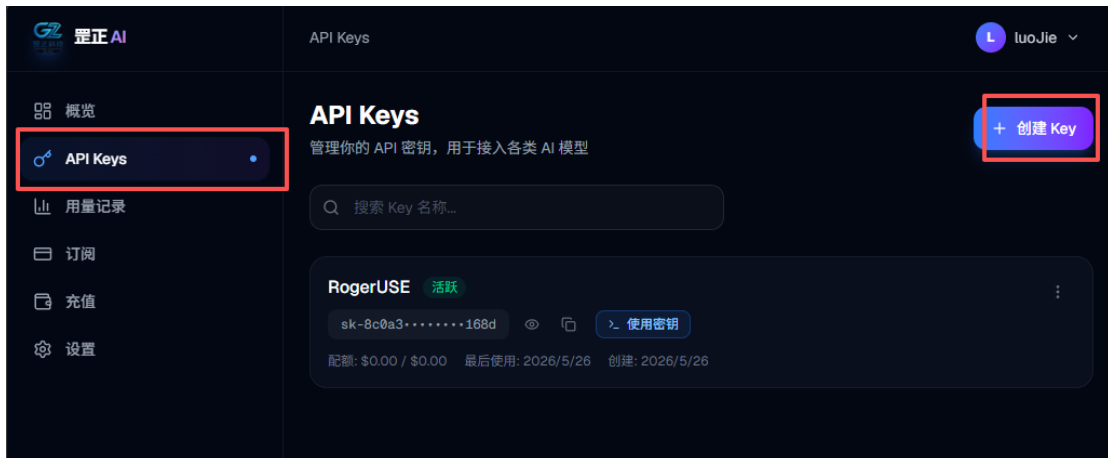 GZ
罡正AI
API Keys
L luoJie
概览
API Keys
用量记录
订阅
充值
设置
API Keys
管理你的 API 密钥，用于接入各类 AI 模型
+ 创建 Key
搜索 Key 名称...
RogerUSE 活跃
sk-8c0a3••••••••168d
>_ 使用密钥
配额: $0.00 / $0.00 最后使用: 2026/5/26 创建: 2026/5/26